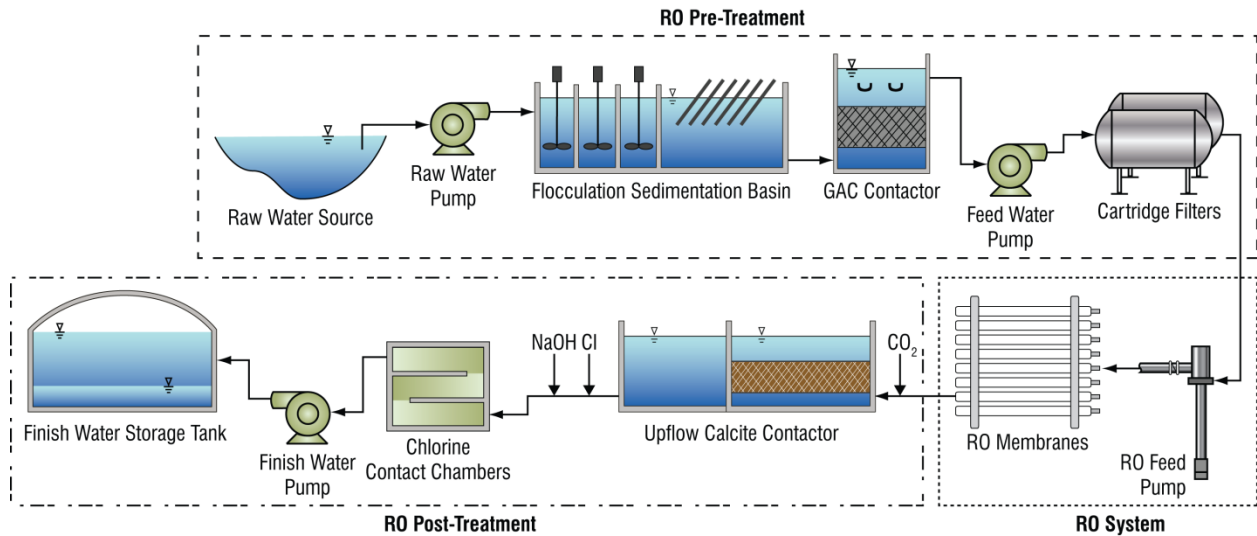 RO Pre-Treatment
Raw Water Source
Raw Water
Pump
Flocculation Sedimentation Basin
GAC Contactor
Feed Water
Pump
Cartridge Filters
Finish Water Storage Tank
Finish Water
Pump
Chlorine
Contact Chambers
NaOH Cl
Upflow Calcite Contactor
CO₂
RO Membranes
RO Feed
Pump
RO Post-Treatment
RO System